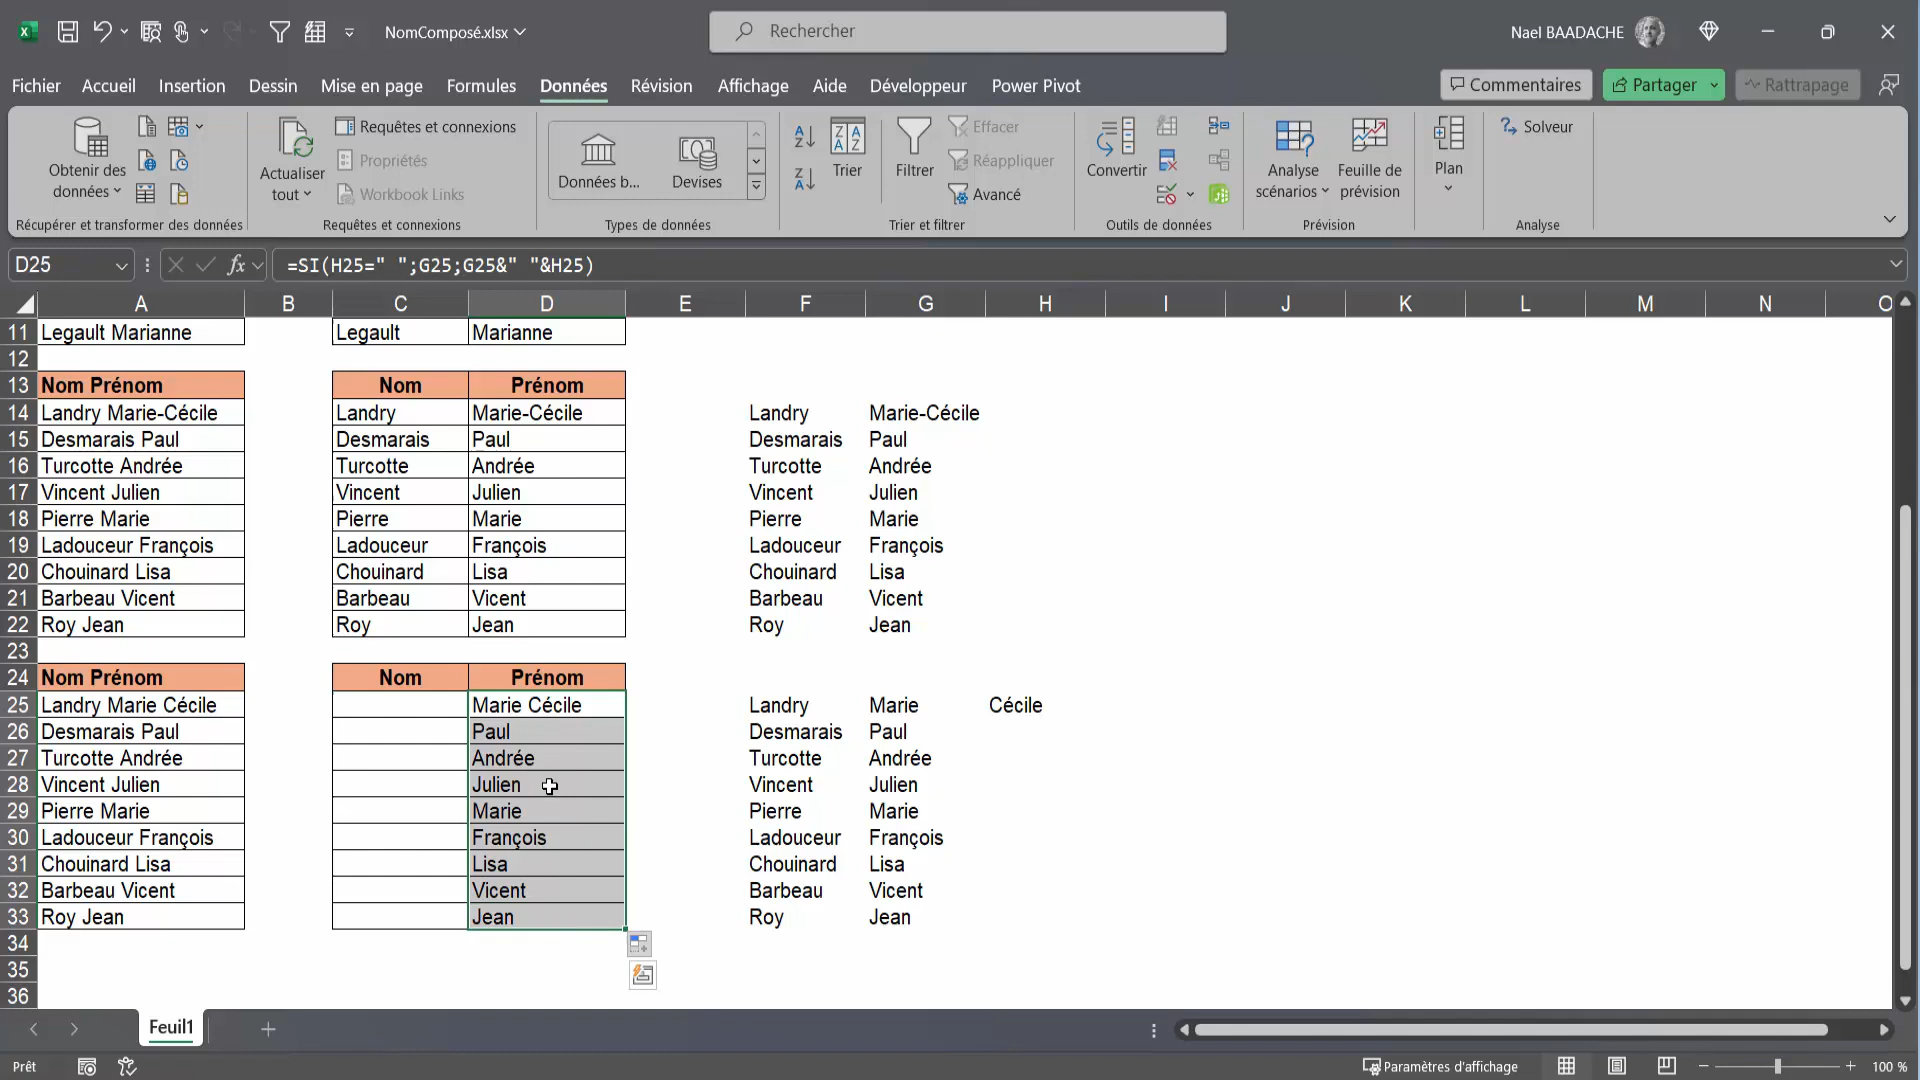 NomComposé.xlsx
Rechercher
Nael BAADACHE
Fichier Accueil Insertion Dessin Mise en page Formules Données Révision Affichage Aide Développeur Power Pivot
Commentaires Partager Rattrapage
Obtenir des données
Récupérer et transformer des données
Actualiser tout
Requêtes et connexions
Propriétés
Workbook Links
Requêtes et connexions
Données b... Devises
Types de données
Trier Filtrer
Effacer
Réappliquer
Avancé
Trier et filtrer
Convertir
Outils de données
Analyse scénarios
Feuille de prévision
Prévision
Plan
Solveur
Analyse
D25 fx =SI(H25=" ";G25;G25&" "&H25)
A B C D E F G H I J K L M N O
11 Legault Marianne Legault Marianne
12
13 Nom Prénom Nom Prénom
14 Landry Marie-Cécile Landry Marie-Cécile Landry Marie-Cécile
15 Desmarais Paul Desmarais Paul Desmarais Paul
16 Turcotte Andrée Turcotte Andrée Turcotte Andrée
17 Vincent Julien Vincent Julien Vincent Julien
18 Pierre Marie Pierre Marie Pierre Marie
19 Ladouceur François Ladouceur François Ladouceur François
20 Chouinard Lisa Chouinard Lisa Chouinard Lisa
21 Barbeau Vicent Barbeau Vicent Barbeau Vicent
22 Roy Jean Roy Jean Roy Jean
23
24 Nom Prénom Nom Prénom
25 Landry Marie Cécile Marie Cécile Landry Marie Cécile
26 Desmarais Paul Paul Desmarais Paul
27 Turcotte Andrée Andrée Turcotte Andrée
28 Vincent Julien Julien Vincent Julien
29 Pierre Marie Marie Pierre Marie
30 Ladouceur François François Ladouceur François
31 Chouinard Lisa Lisa Chouinard Lisa
32 Barbeau Vicent Vicent Barbeau Vicent
33 Roy Jean Jean Roy Jean
34
35
36
Feuil1
Prêt
Paramètres d'affichage
100 %